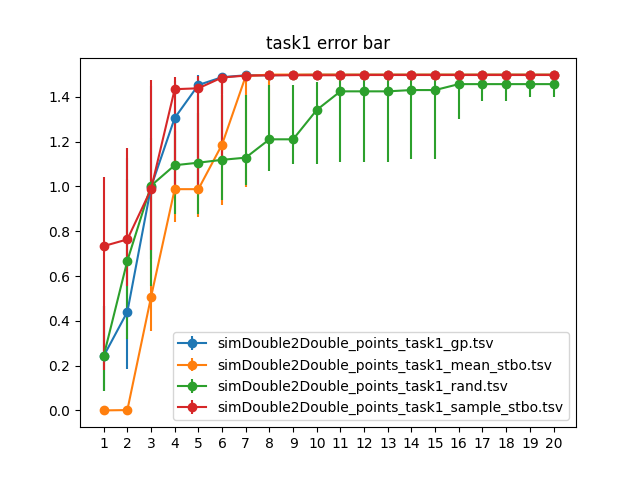 task1 error bar
1.4
1.2
1.0
0.8
0.6
0.4
0.2
0.0
simDouble2Double_points_task1_gp.tsv
simDouble2Double_points_task1_mean_stbo.tsv
simDouble2Double_points_task1_rand.tsv
simDouble2Double_points_task1_sample_stbo.tsv
1 2 3 4 5 6 7 8 9 10 11 12 13 14 15 16 17 18 19 20